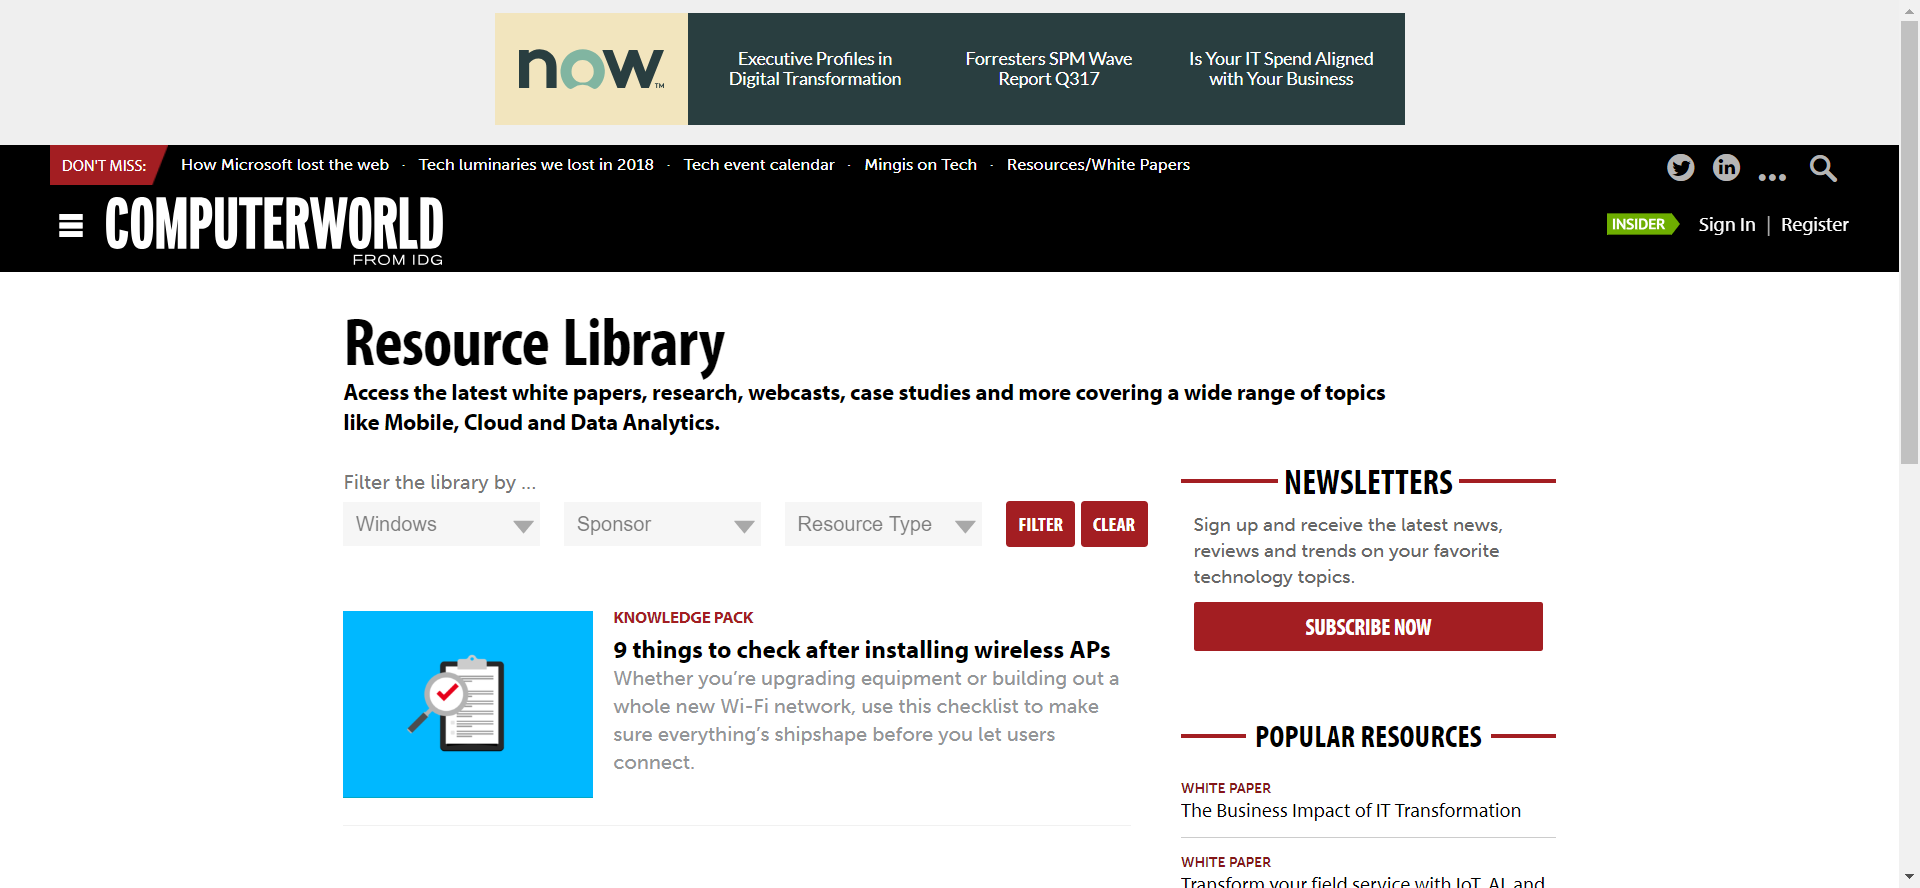 now™
Executive Profiles in
Digital Transformation
Forresters SPM Wave
Report Q317
Is Your IT Spend Aligned
with Your Business
DON'T MISS:
How Microsoft lost the web · Tech luminaries we lost in 2018 · Tech event calendar · Mingis on Tech · Resources/White Papers
in
...
COMPUTERWORLD
FROM IDG
INSIDER
Sign In | Register
Resource Library
Access the latest white papers, research, webcasts, case studies and more covering a wide range of topics
like Mobile, Cloud and Data Analytics.
Filter the library by ...
Windows
Sponsor
Resource Type
FILTER
CLEAR
KNOWLEDGE PACK
9 things to check after installing wireless APs
Whether you’re upgrading equipment or building out a
whole new Wi-Fi network, use this checklist to make
sure everything’s shipshape before you let users
connect.
NEWSLETTERS
Sign up and receive the latest news,
reviews and trends on your favorite
technology topics.
SUBSCRIBE NOW
POPULAR RESOURCES
WHITE PAPER
The Business Impact of IT Transformation
WHITE PAPER
Transform your field service with IoT, AI, and